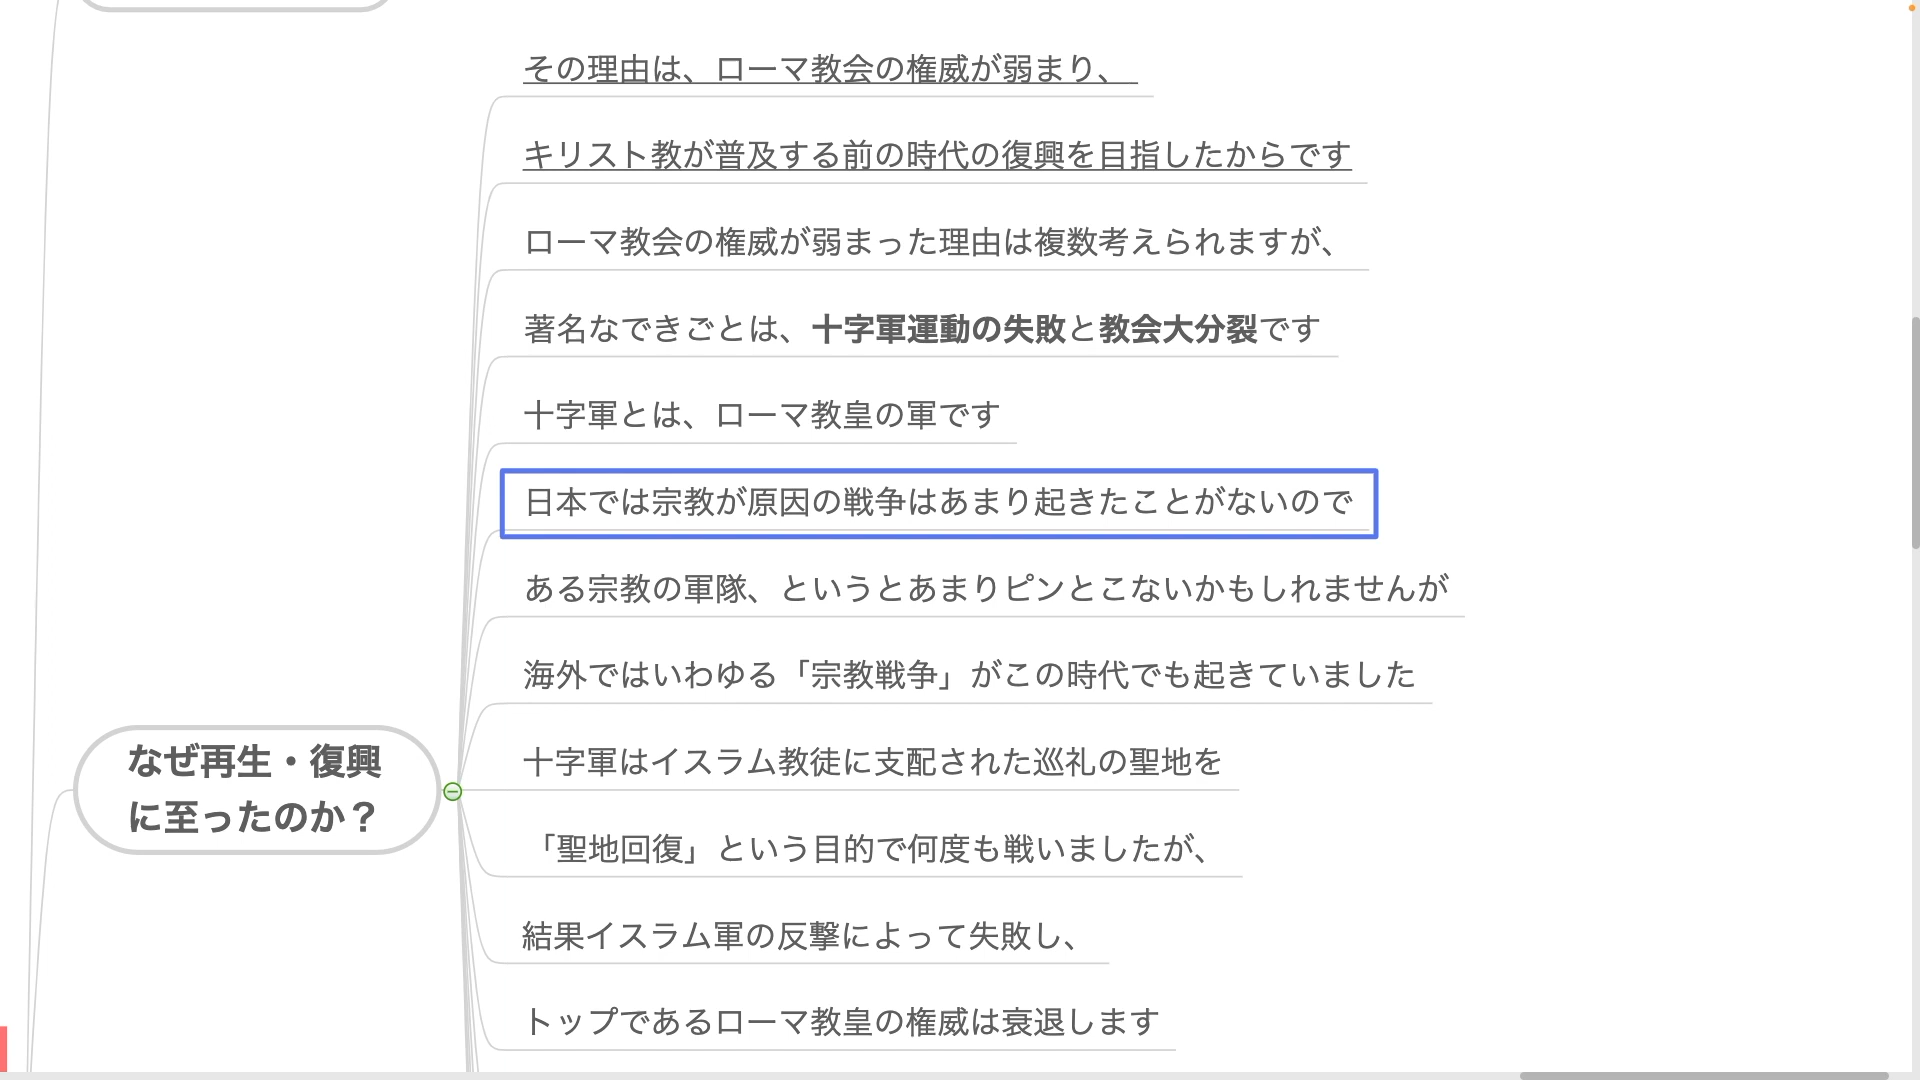 その理由は、ローマ教会の権威が弱まり、
キリスト教が普及する前の時代の復興を目指したからです
ローマ教会の権威が弱まった理由は複数考えられますが、
著名なできごとは、十字軍運動の失敗と教会大分裂です
十字軍とは、ローマ教皇の軍です
日本では宗教が原因の戦争はあまり起きたことがないので
ある宗教の軍隊、というとあまりピンとこないかもしれませんが
海外ではいわゆる「宗教戦争」がこの時代でも起きていました
なぜ再生・復興
に至ったのか？
十字軍はイスラム教徒に支配された巡礼の聖地を
「聖地回復」という目的で何度も戦いましたが、
結果イスラム軍の反撃によって失敗し、
トップであるローマ教皇の権威は衰退します